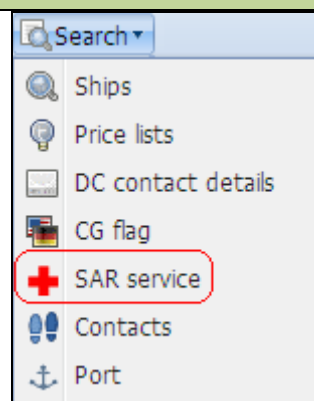 Search
Ships
Price lists
DC contact details
CG flag
SAR service
Contacts
Port